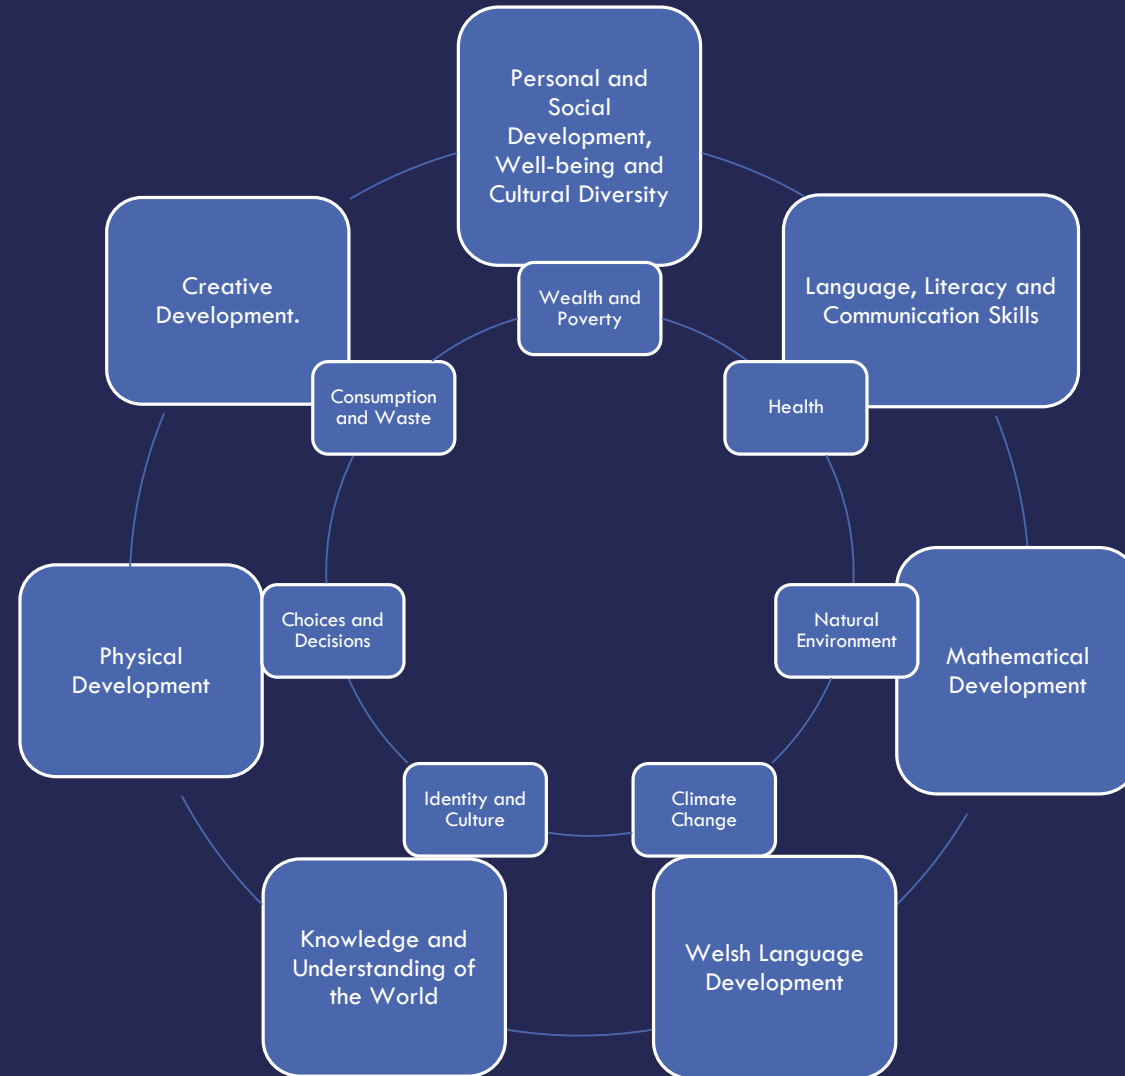 Personal and
Social
Development,
Well-being and
Cultural Diversity
Language, Literacy and
Communication Skills
Mathematical
Development
Welsh Language
Development
Knowledge and
Understanding of
the World
Physical
Development
Creative
Development.
Wealth and
Poverty
Health
Natural
Environment
Climate
Change
Identity and
Culture
Choices and
Decisions
Consumption
and Waste